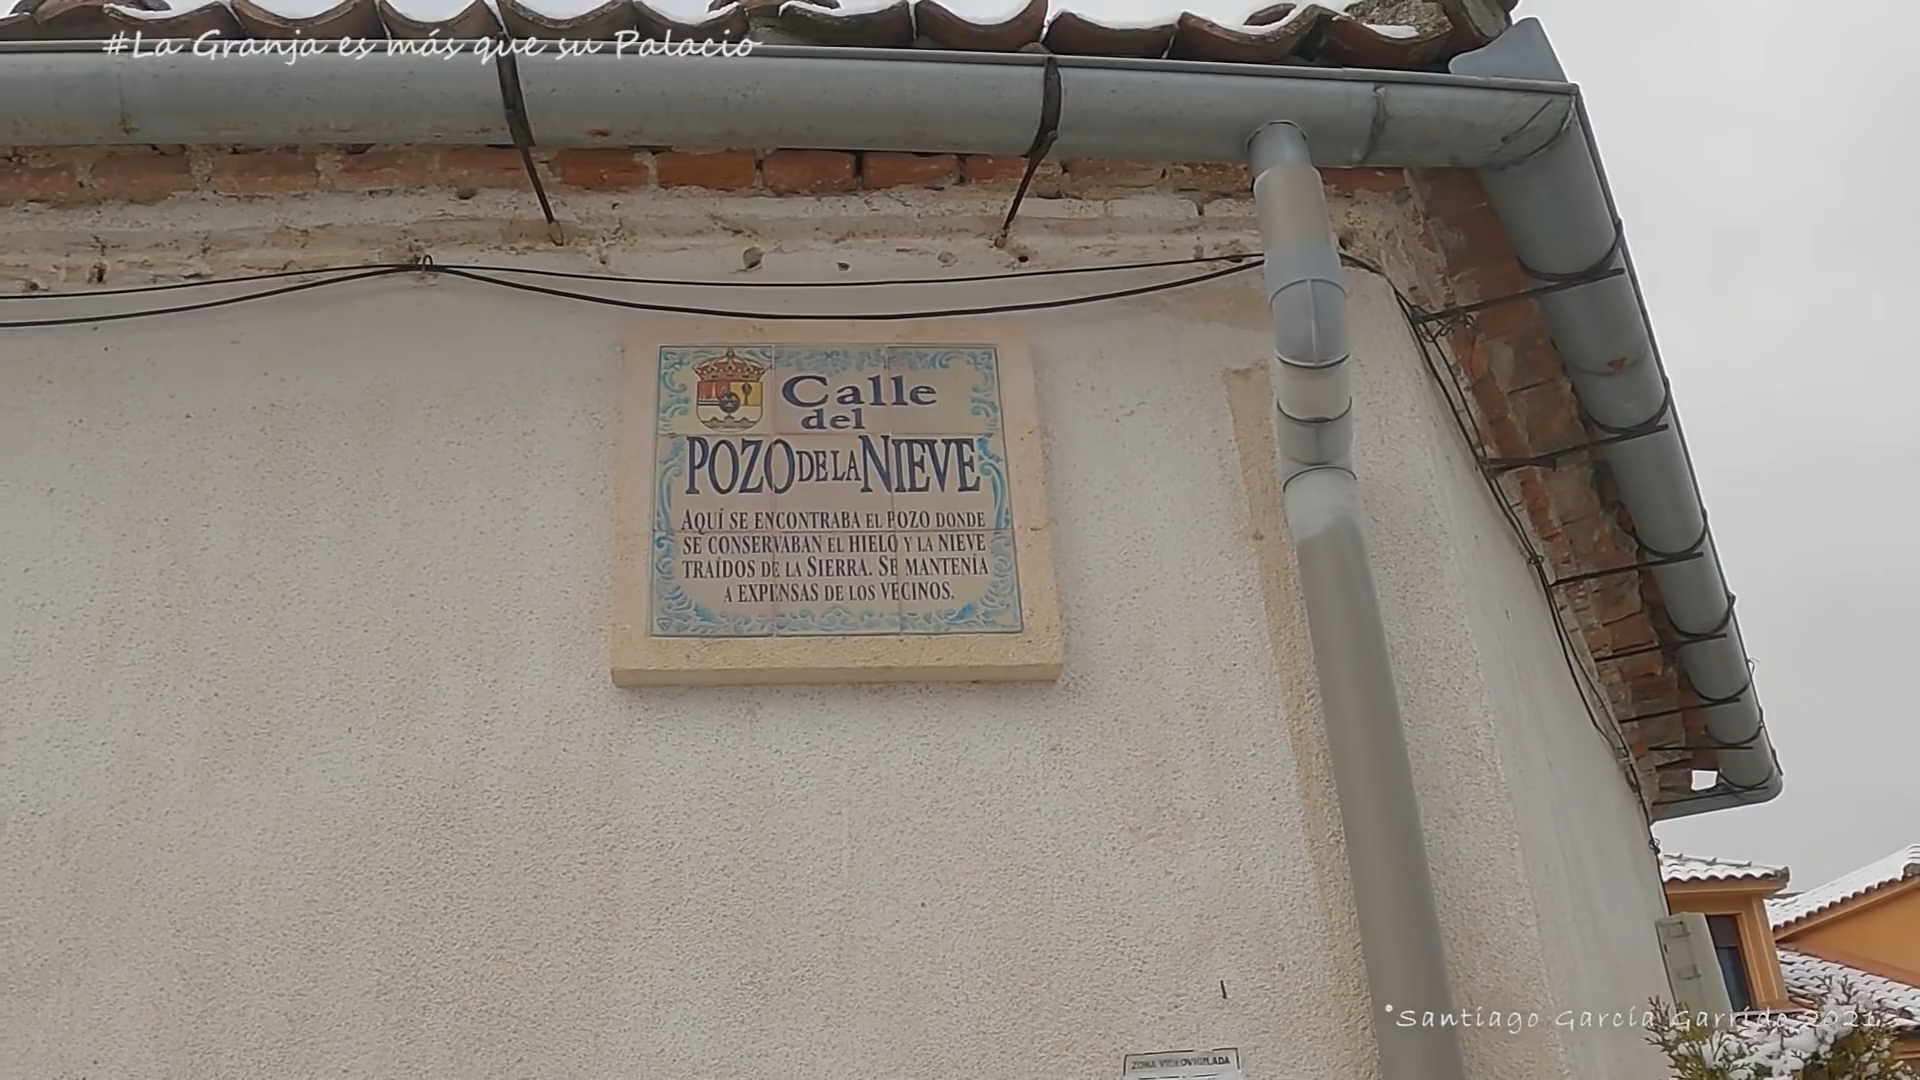 #La Granja es más que su Palacio
Calle
del
POZO DE LA NIEVE
AQUÍ SE ENCONTRABA EL POZO DONDE
SE CONSERVABAN EL HIELO Y LA NIEVE
TRAÍDOS DE LA SIERRA. SE MANTENÍA
A EXPENSAS DE LOS VECINOS.
°Santiago García Garrido 2021
ZONA VIDEOVIGILADA